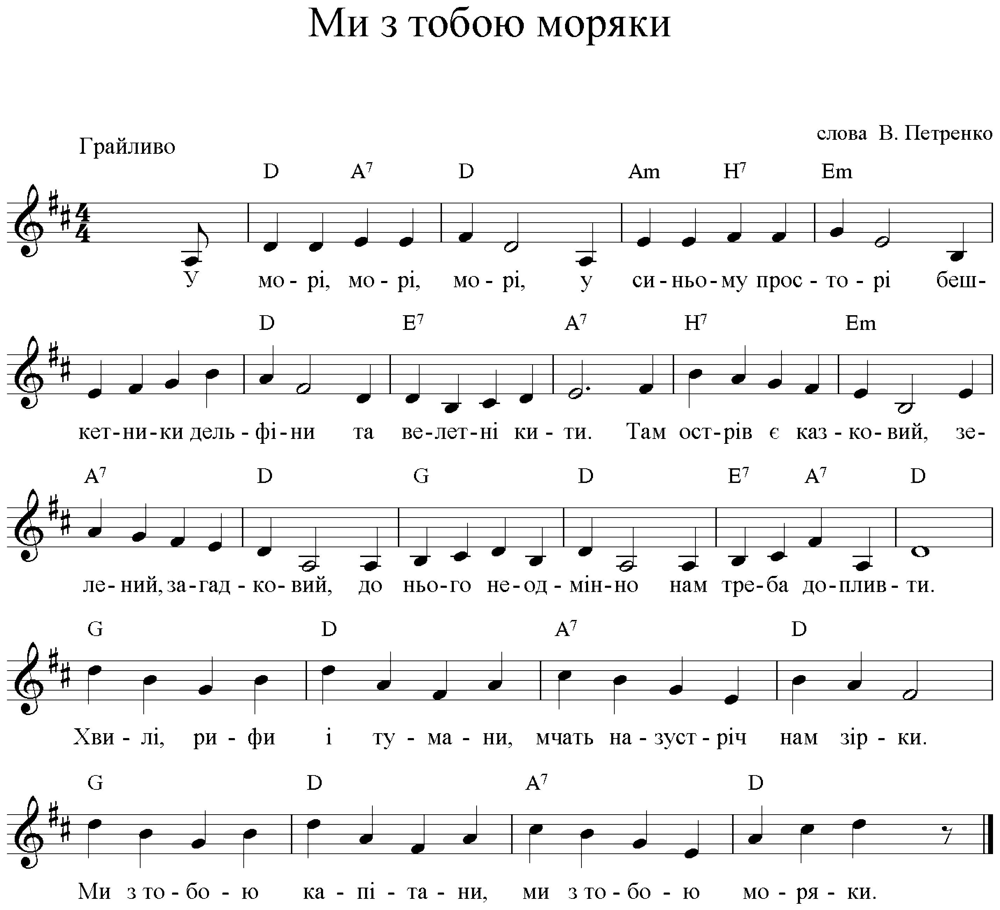 Ми з тобою моряки
слова В. Петренко
Грайливо
D A7 D Am H7 Em
4/4
У мо - рі, мо - рі, мо - рі, у си - ньо - му прос - то - рі беш-
D E7 A7 H7 Em
кет - ни - ки дель - фі - ни та ве - лет - ні ки - ти. Там ост - рів є каз - ко - вий, зе-
A7 D G D E7 A7 D
ле - ний, за - гад - ко - вий, до ньо - го не - од - мін - но нам тре - ба до - плив - ти.
G D A7 D
Хви - лі, ри - фи і ту - ма - ни, мчать на - зуст - річ нам зір - ки.
G D A7 D
Ми з то - бо - ю ка - пі - та - ни, ми з то - бо - ю мо - ря - ки.